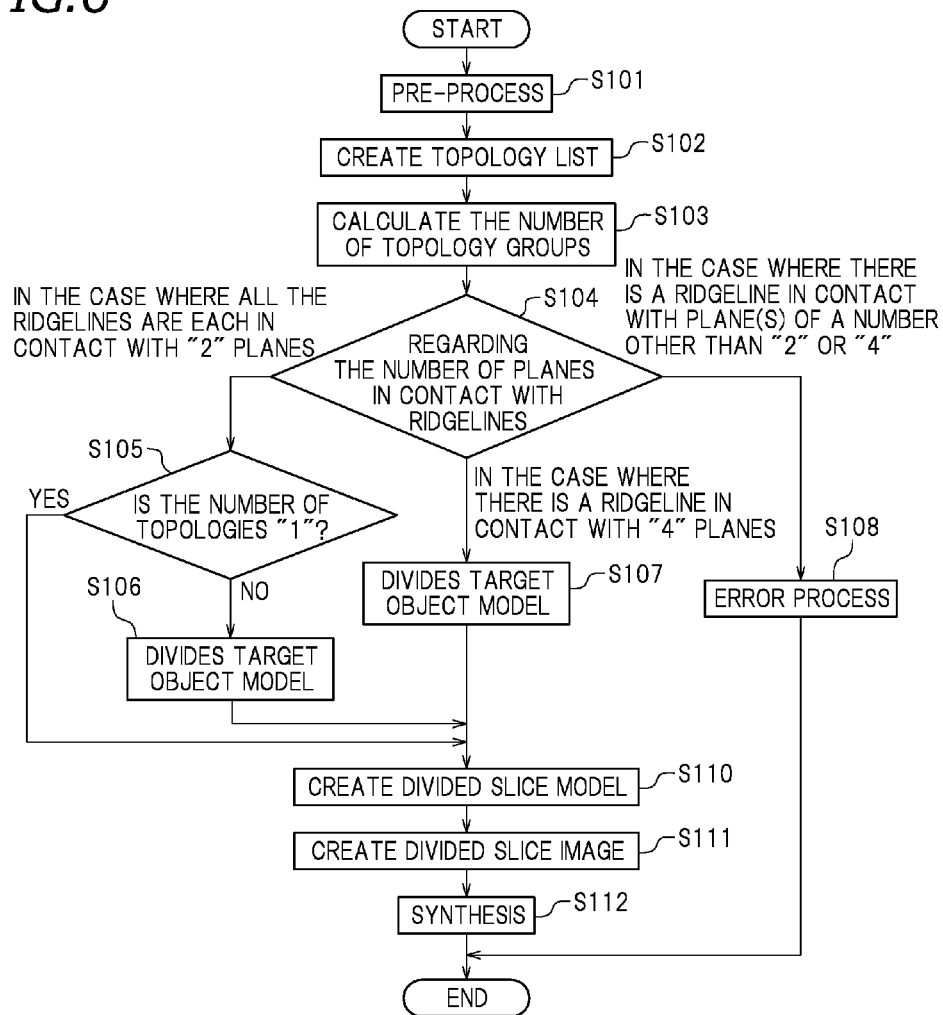 IG.6
START
PRE-PROCESS
S101
CREATE TOPOLOGY LIST
S102
CALCULATE THE NUMBER
OF TOPOLOGY GROUPS
S103
S104
REGARDING
THE NUMBER OF PLANES
IN CONTACT WITH
RIDGELINES
IN THE CASE WHERE ALL THE
RIDGELINES ARE EACH IN
CONTACT WITH "2" PLANES
IN THE CASE WHERE THERE
IS A RIDGELINE IN CONTACT
WITH PLANE(S) OF A NUMBER
OTHER THAN "2" OR "4"
S105
YES
IS THE NUMBER OF
TOPOLOGIES "1"?
NO
IN THE CASE WHERE
THERE IS A RIDGELINE IN
CONTACT WITH "4" PLANES
S106
DIVIDES TARGET
OBJECT MODEL
S107
DIVIDES TARGET
OBJECT MODEL
S108
ERROR PROCESS
CREATE DIVIDED SLICE MODEL
S110
CREATE DIVIDED SLICE IMAGE
S111
SYNTHESIS
S112
END